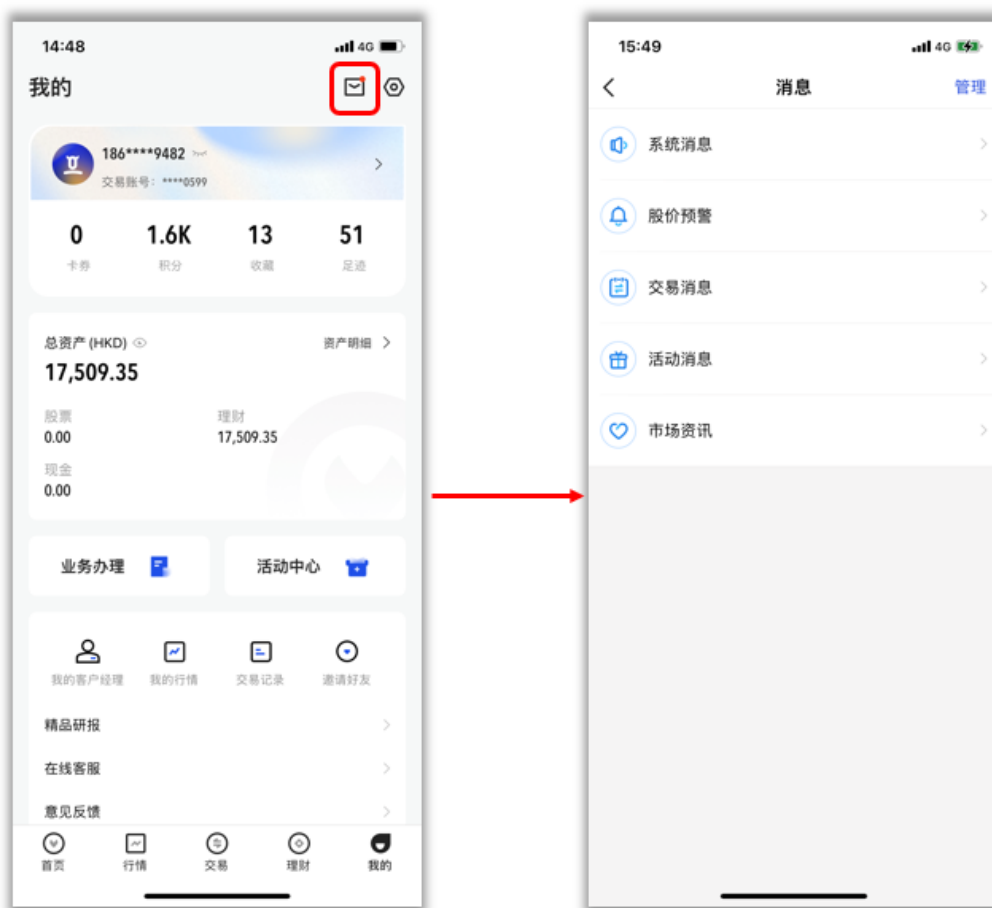 14:48
4G
我的
186****9482
交易账号：****0599
0 1.6K 13 51
卡券 积分 收藏 足迹
总资产 (HKD) 资产明细
17,509.35
股票 理财
0.00 17,509.35
现金
0.00
业务办理 活动中心
我的客户经理 我的行情 交易记录 邀请好友
精品研报
在线客服
意见反馈
首页 行情 交易 理财 我的
15:49
4G
消息 管理
系统消息
股价预警
交易消息
活动消息
市场资讯